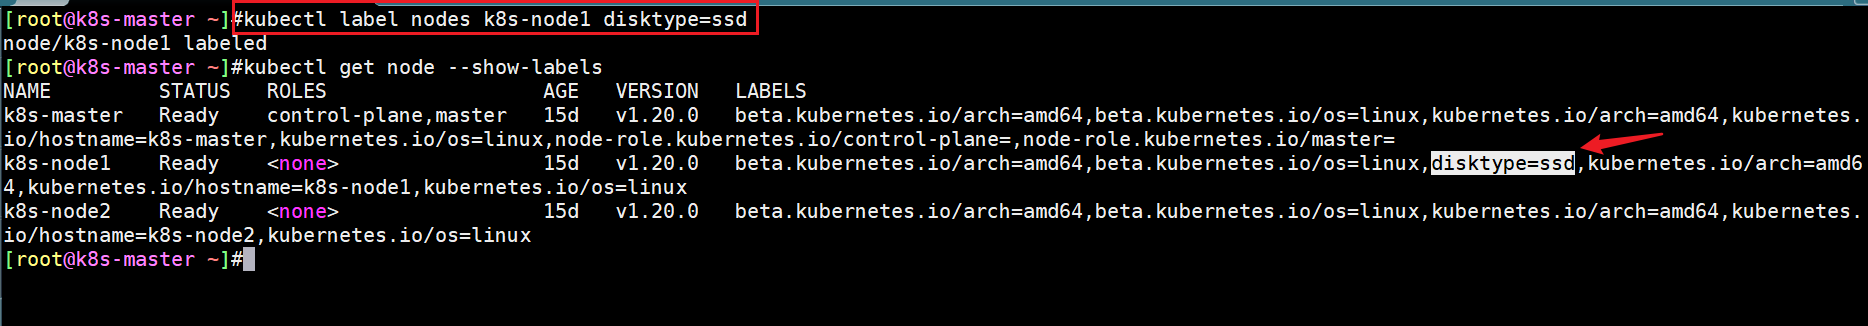 [root@k8s-master ~]#kubectl label nodes k8s-node1 disktype=ssd
node/k8s-node1 labeled
[root@k8s-master ~]#kubectl get node --show-labels
NAME         STATUS   ROLES                  AGE   VERSION   LABELS
k8s-master   Ready    control-plane,master   15d   v1.20.0   beta.kubernetes.io/arch=amd64,beta.kubernetes.io/os=linux,kubernetes.io/arch=amd64,kubernetes.
io/hostname=k8s-master,kubernetes.io/os=linux,node-role.kubernetes.io/control-plane=,node-role.kubernetes.io/master=
k8s-node1    Ready    <none>                 15d   v1.20.0   beta.kubernetes.io/arch=amd64,beta.kubernetes.io/os=linux,disktype=ssd,kubernetes.io/arch=amd6
4,kubernetes.io/hostname=k8s-node1,kubernetes.io/os=linux
k8s-node2    Ready    <none>                 15d   v1.20.0   beta.kubernetes.io/arch=amd64,beta.kubernetes.io/os=linux,kubernetes.io/arch=amd64,kubernetes.
io/hostname=k8s-node2,kubernetes.io/os=linux
[root@k8s-master ~]#